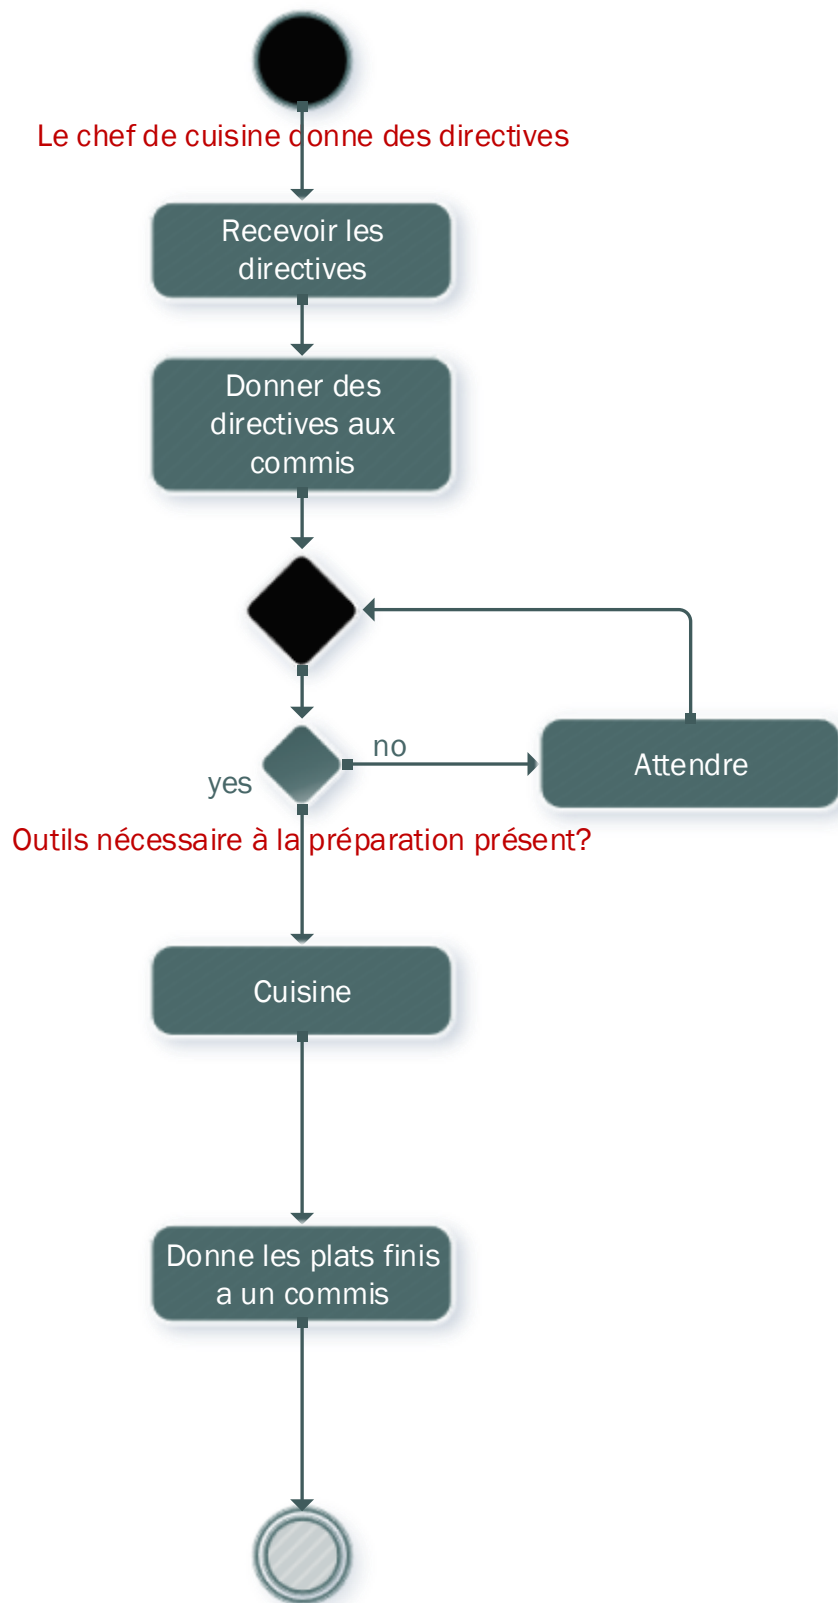 Le chef de cuisine donne des directives
Recevoir les
directives
Donner des
directives aux
commis
no
Attendre
yes
Outils nécessaire à la préparation présent?
Cuisine
Donne les plats finis
a un commis